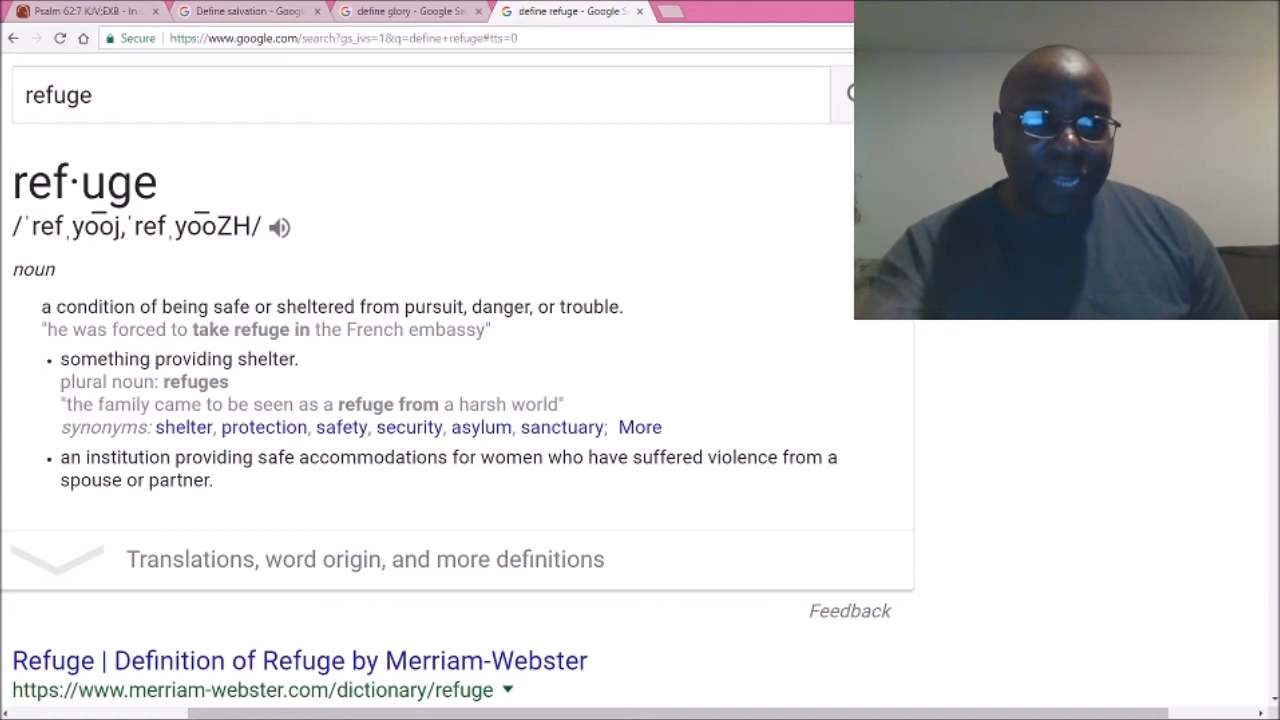 Psalm 62:7 KJV;EXB - In
Define salvation - Googl
define glory - Google Se
define refuge - Google S
Secure
https://www.google.com/search?gs_ivs=1&q=define+refuge#tts=0
refuge
ref·uge
/ˈrefˌyo͞oj,ˈrefˌyo͞oZH/
noun
a condition of being safe or sheltered from pursuit, danger, or trouble.
"he was forced to take refuge in the French embassy"
• something providing shelter.
plural noun: refuges
"the family came to be seen as a refuge from a harsh world"
synonyms: shelter, protection, safety, security, asylum, sanctuary; More
• an institution providing safe accommodations for women who have suffered violence from a
spouse or partner.
Translations, word origin, and more definitions
Feedback
Refuge | Definition of Refuge by Merriam-Webster
https://www.merriam-webster.com/dictionary/refuge